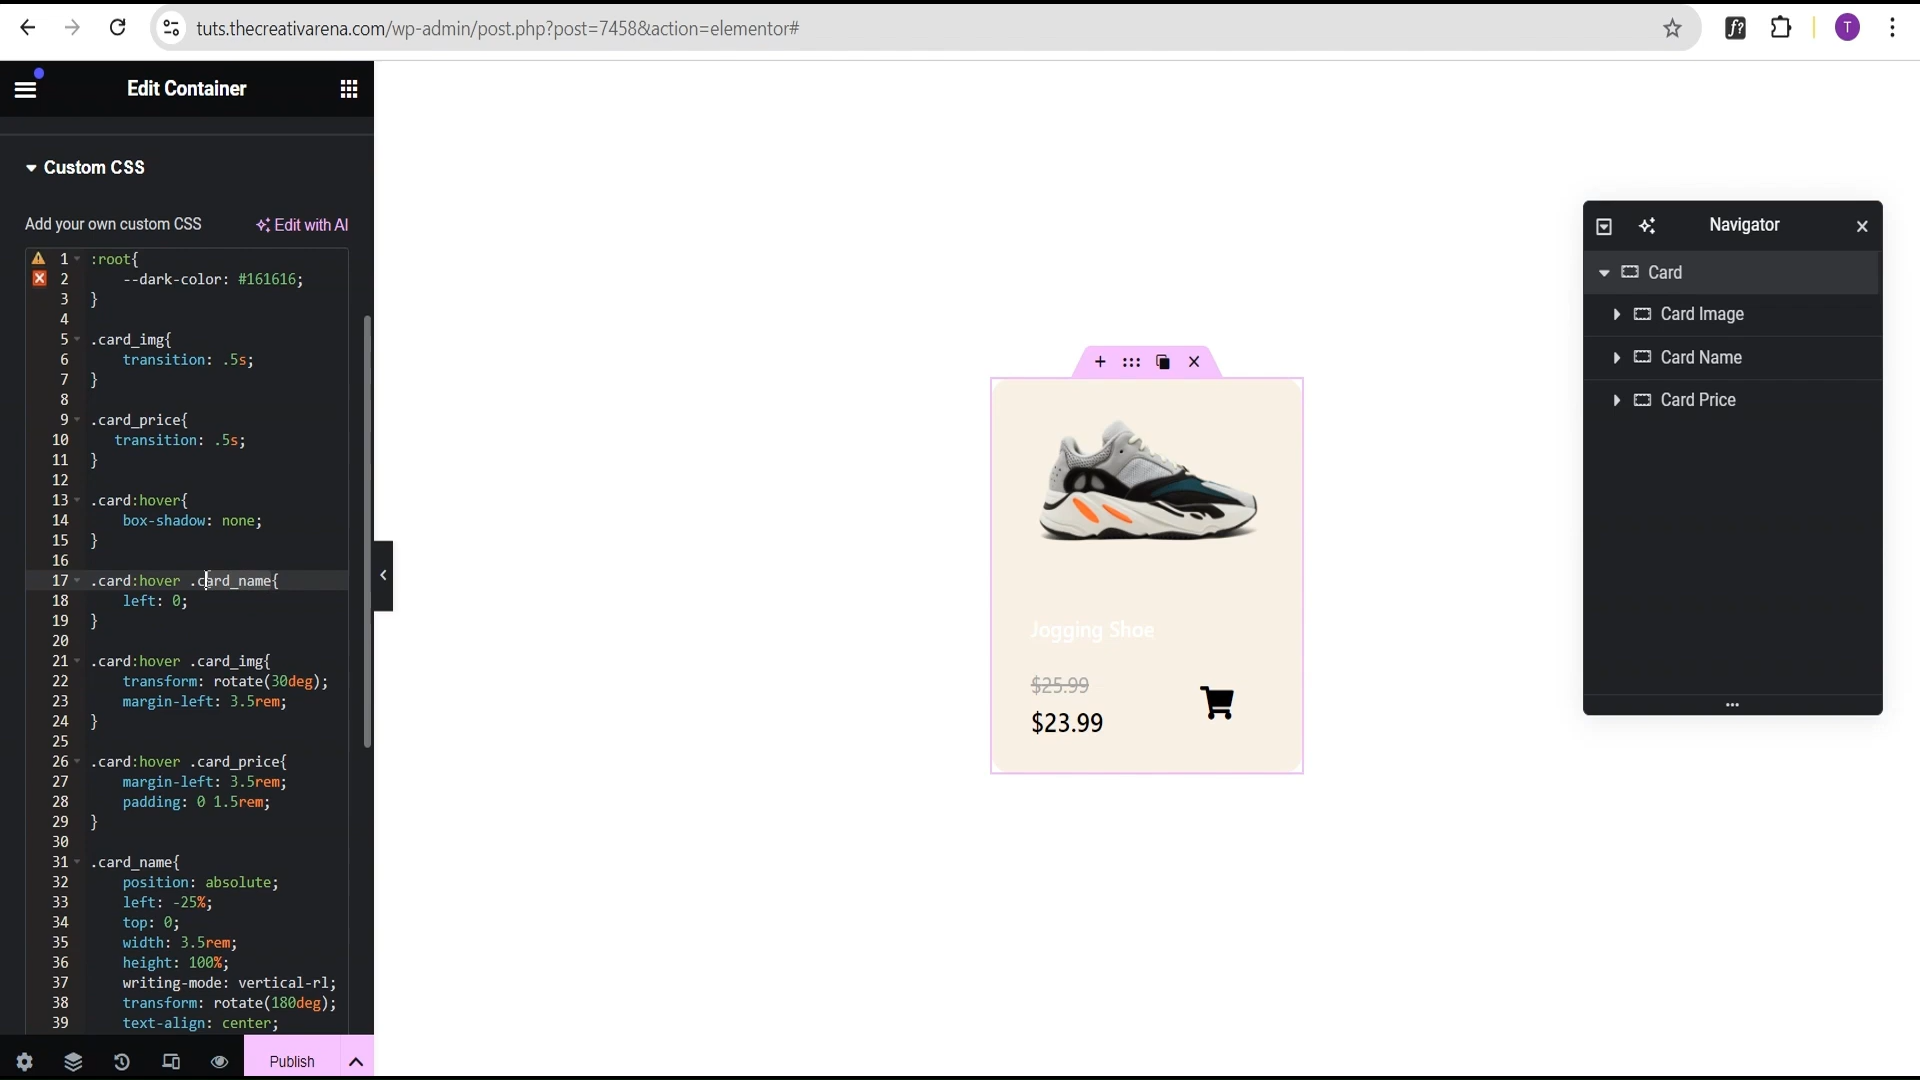 tuts.thecreativarena.com/wp-admin/post.php?post=7458&action=elementor#
f?
T
Edit Container
Custom CSS
Add your own custom CSS
Edit with AI
1 :root{
2 --dark-color: #161616;
3 }
4
5 .card_img{
6 transition: .5s;
7 }
8
9 .card_price{
10 transition: .5s;
11 }
12
13 .card:hover{
14 box-shadow: none;
15 }
16
17 .card:hover .card_name{
18 left: 0;
19 }
20
21 .card:hover .card_img{
22 transform: rotate(30deg);
23 margin-left: 3.5rem;
24 }
25
26 .card:hover .card_price{
27 margin-left: 3.5rem;
28 padding: 0 1.5rem;
29 }
30
31 .card_name{
32 position: absolute;
33 left: -25%;
34 top: 0;
35 width: 3.5rem;
36 height: 100%;
37 writing-mode: vertical-rl;
38 transform: rotate(180deg);
39 text-align: center;
Publish
Jogging Shoe
$25.99
$23.99
Navigator
Card
Card Image
Card Name
Card Price